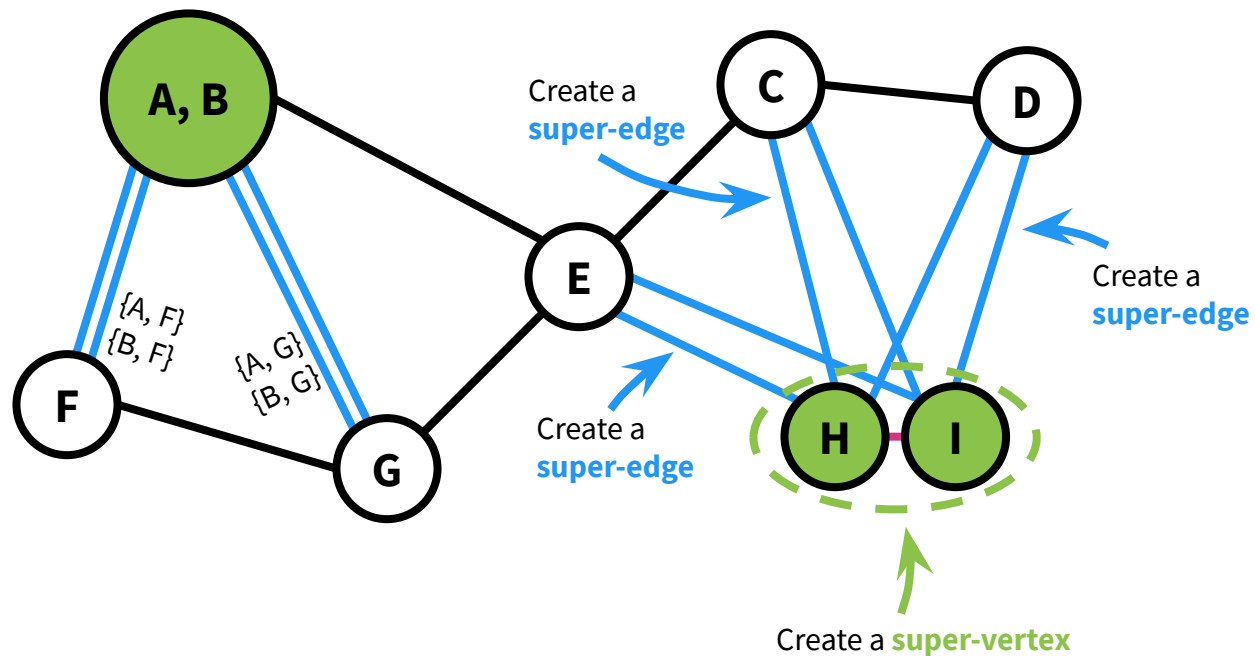 A, B
C
D
Create a
super-edge
E
Create a
super-edge
{A, F}
{B, F}
{A, G}
{B, G}
F
G
Create a
super-edge
H
I
Create a super-vertex